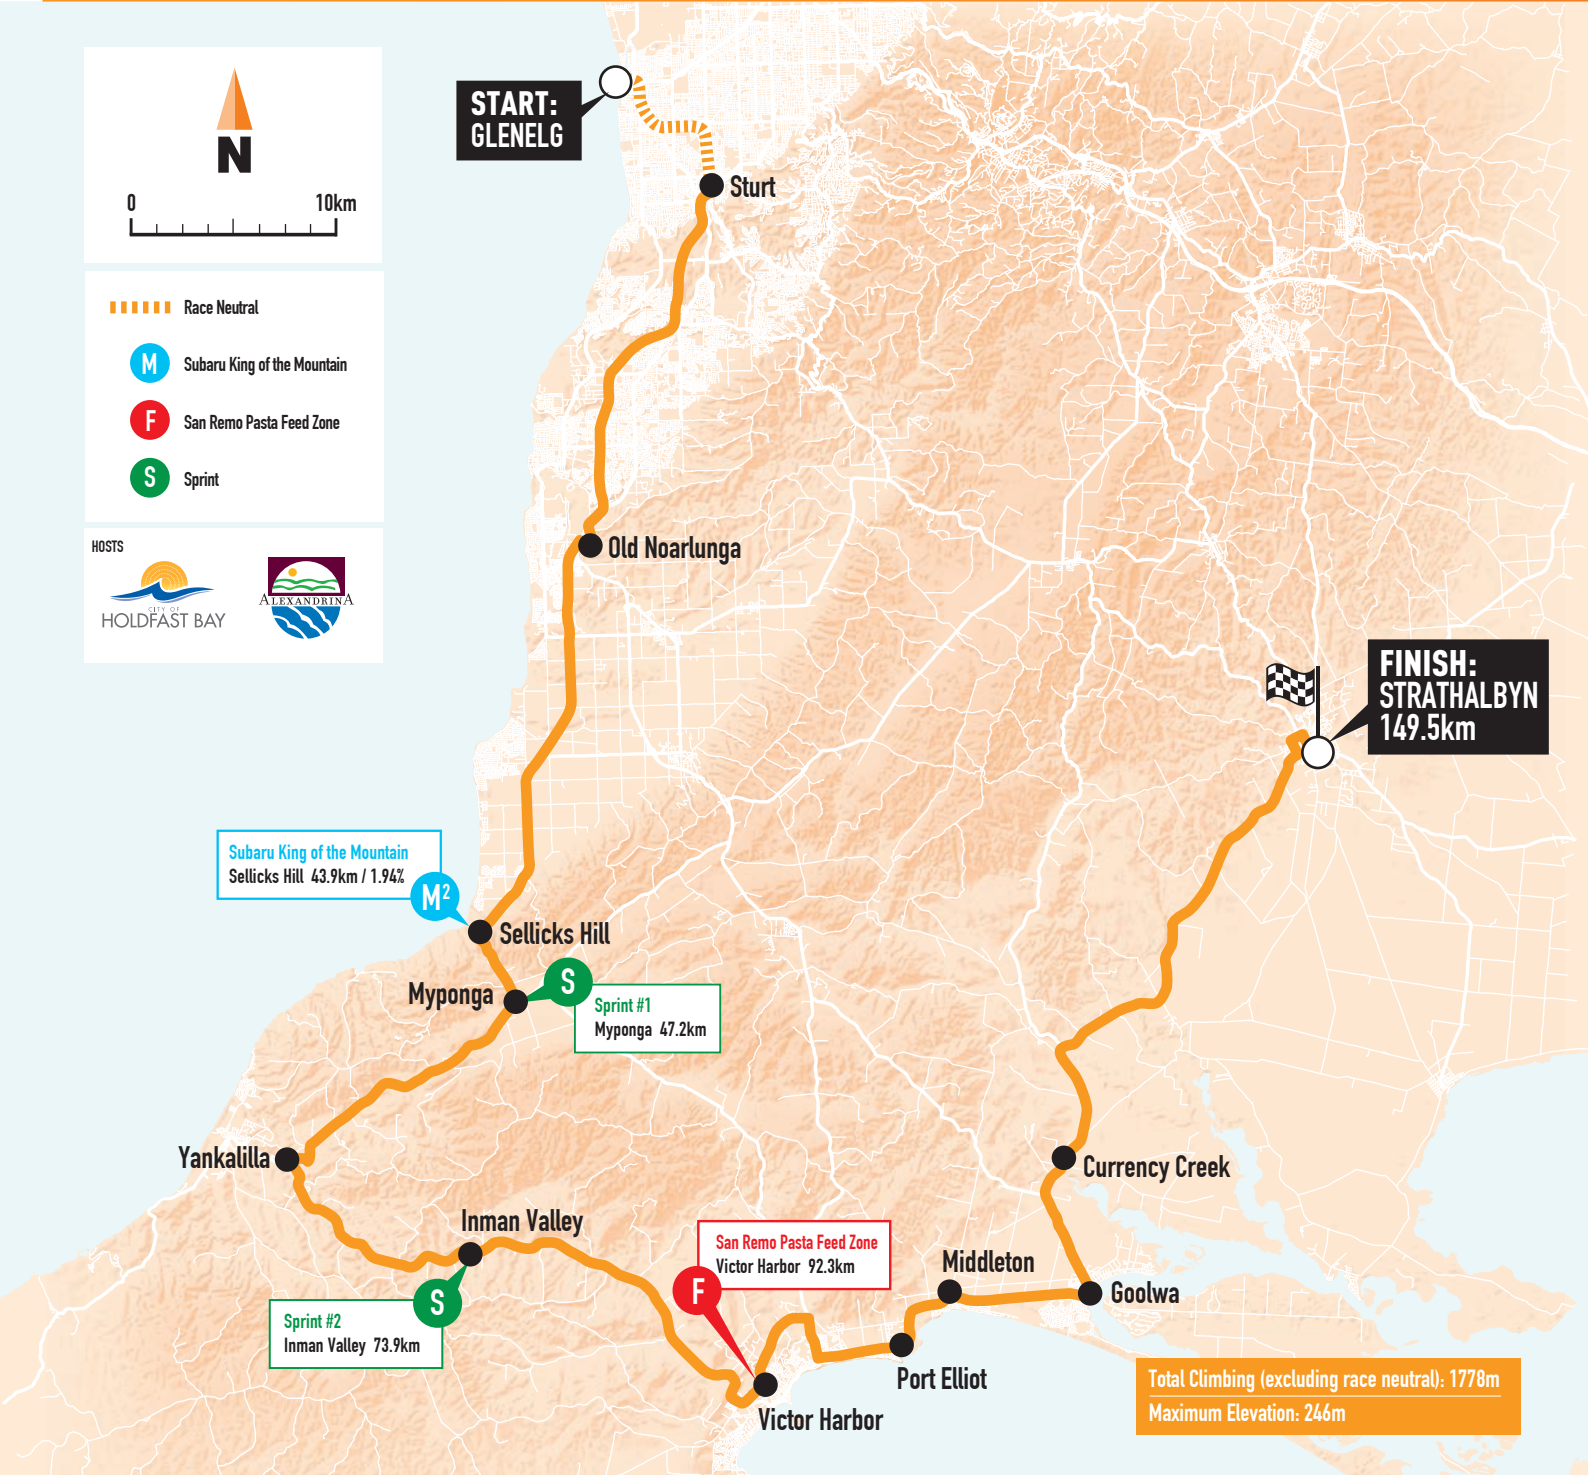 START:
GLENELG
N
0 10km
Sturt
Race Neutral
M Subaru King of the Mountain
F San Remo Pasta Feed Zone
S Sprint
HOSTS
CITY OF
HOLDFAST BAY
ALEXANDRINA
Old Noarlunga
FINISH:
STRATHALBYN
149.5km
Subaru King of the Mountain
Sellicks Hill 43.9km / 1.94%
M2
Sellicks Hill
Myponga
S
Sprint #1
Myponga 47.2km
Yankalilla
Currency Creek
Inman Valley
San Remo Pasta Feed Zone
Victor Harbor 92.3km
F
Middleton
Goolwa
S
Sprint #2
Inman Valley 73.9km
Port Elliot
Victor Harbor
Total Climbing (excluding race neutral): 1778m
Maximum Elevation: 246m